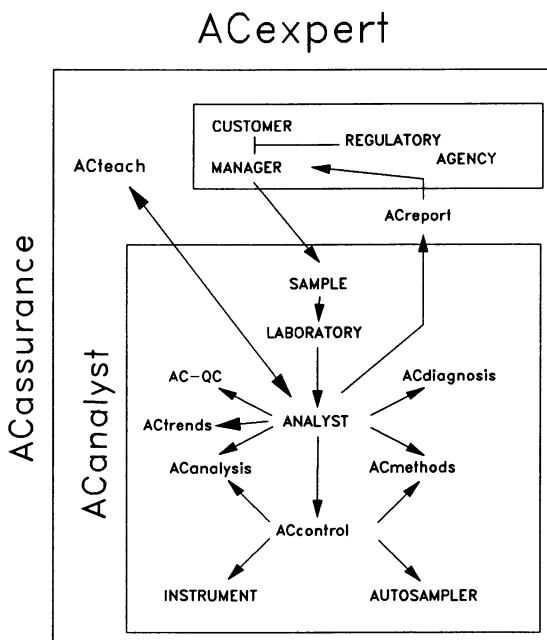 ACexpert
CUSTOMER
REGULATORY
AGENCY
MANAGER
ACteach
ACreport
ACassurance
ACanalyst
SAMPLE
LABORATORY
AC-QC
ACdiagnosis
ACtrends
ANALYST
ACanalysis
ACmethods
ACcontrol
INSTRUMENT
AUTOSAMPLER